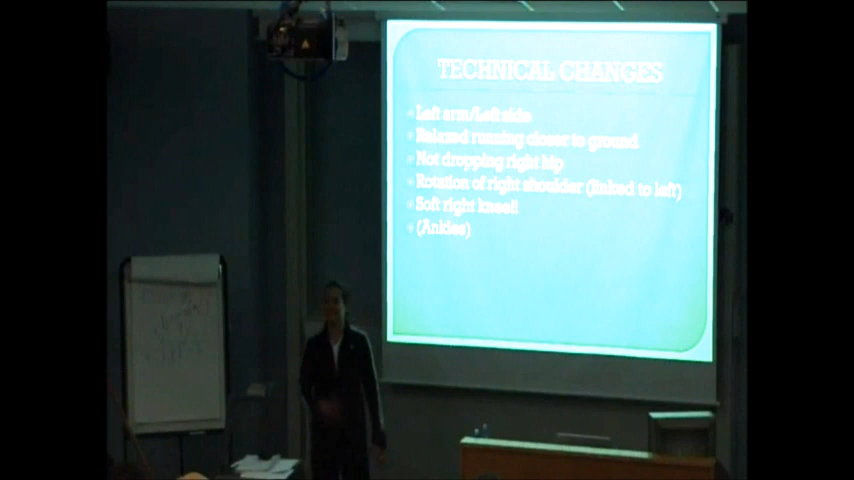 TECHNICAL CHANGES
Left arm/Left side
Relaxed running closer to ground
Not dropping right hip
Rotation of right shoulder (linked to left)
Soft right knee!!
(Ankles)